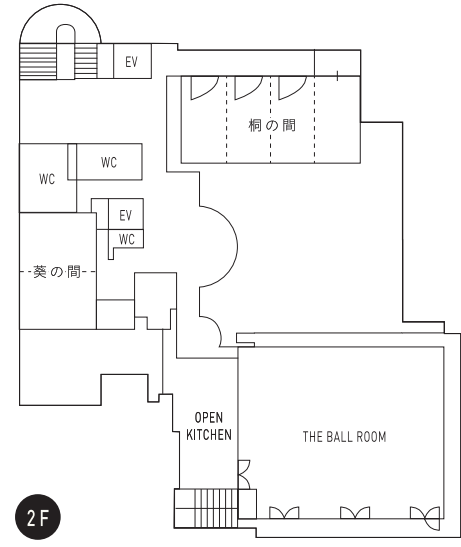 EV
桐の間
WC
WC
EV
WC
葵の間
OPEN
KITCHEN
THE BALL ROOM
2F